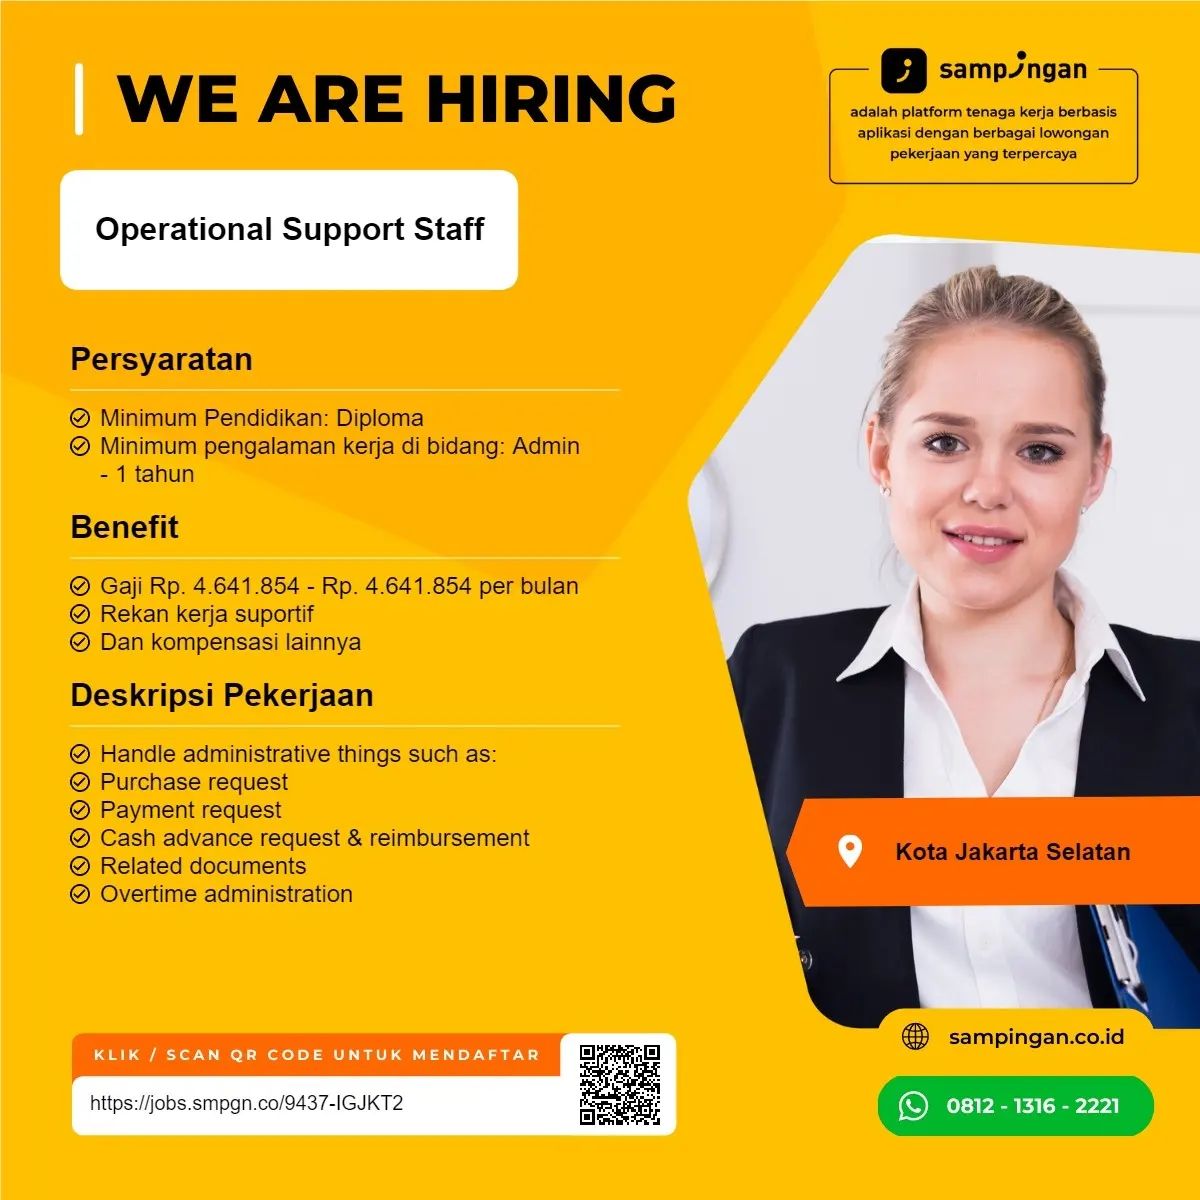 WE ARE HIRING
sampingan
adalah platform tenaga kerja berbasis
aplikasi dengan berbagai lowongan
pekerjaan yang terpercaya
Operational Support Staff
Persyaratan
Minimum Pendidikan: Diploma
Minimum pengalaman kerja di bidang: Admin
- 1 tahun
Benefit
Gaji Rp. 4.641.854 - Rp. 4.641.854 per bulan
Rekan kerja suportif
Dan kompensasi lainnya
Deskripsi Pekerjaan
Handle administrative things such as:
Purchase request
Payment request
Cash advance request & reimbursement
Related documents
Overtime administration
Kota Jakarta Selatan
KLIK / SCAN QR CODE UNTUK MENDAFTAR
https://jobs.smpgn.co/9437-IGJKT2
sampingan.co.id
0812 - 1316 - 2221